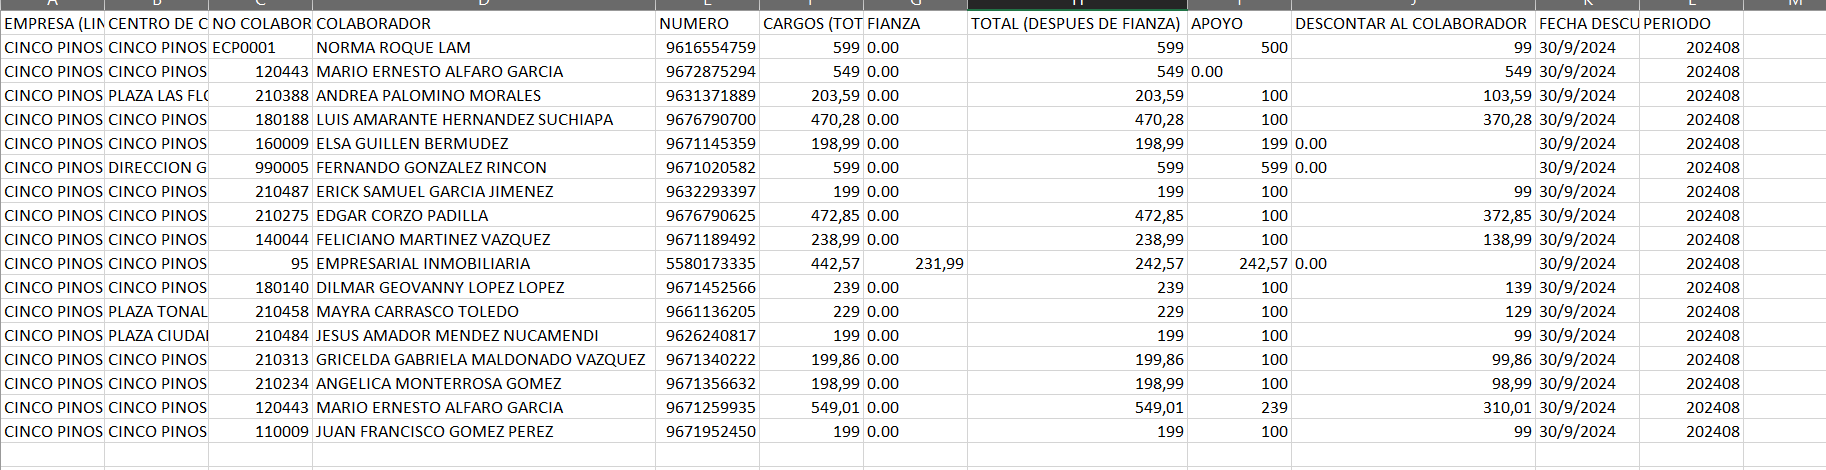 A B C D E F G H I J K L M
EMPRESA (LIN CENTRO DE C NO COLABOR COLABORADOR NUMERO CARGOS (TOT FIANZA TOTAL (DESPUES DE FIANZA) APOYO DESCONTAR AL COLABORADOR FECHA DESCU PERIODO
CINCO PINOS CINCO PINOS ECP0001 NORMA ROQUE LAM 9616554759 599 0.00 599 500 99 30/9/2024 202408
CINCO PINOS CINCO PINOS 120443 MARIO ERNESTO ALFARO GARCIA 9672875294 549 0.00 549 0.00 549 30/9/2024 202408
CINCO PINOS PLAZA LAS FLO 210388 ANDREA PALOMINO MORALES 9631371889 203,59 0.00 203,59 100 103,59 30/9/2024 202408
CINCO PINOS CINCO PINOS 180188 LUIS AMARANTE HERNANDEZ SUCHIAPA 9676790700 470,28 0.00 470,28 100 370,28 30/9/2024 202408
CINCO PINOS CINCO PINOS 160009 ELSA GUILLEN BERMUDEZ 9671145359 198,99 0.00 198,99 100 199 0.00 30/9/2024 202408
CINCO PINOS DIRECCION G 990005 FERNANDO GONZALEZ RINCON 9671020582 599 0.00 599 599 0.00 30/9/2024 202408
CINCO PINOS CINCO PINOS 210487 ERICK SAMUEL GARCIA JIMENEZ 9632293397 199 0.00 199 100 99 30/9/2024 202408
CINCO PINOS CINCO PINOS 210275 EDGAR CORZO PADILLA 9676790625 472,85 0.00 472,85 100 372,85 30/9/2024 202408
CINCO PINOS CINCO PINOS 140044 FELICIANO MARTINEZ VAZQUEZ 9671189492 238,99 0.00 238,99 100 138,99 30/9/2024 202408
CINCO PINOS CINCO PINOS 95 EMPRESARIAL INMOBILIARIA 5580173335 442,57 231,99 242,57 242,57 0.00 30/9/2024 202408
CINCO PINOS CINCO PINOS 180140 DILMAR GEOVANNY LOPEZ LOPEZ 9671452566 239 0.00 239 100 139 30/9/2024 202408
CINCO PINOS PLAZA TONAL 210458 MAYRA CARRASCO TOLEDO 9661136205 229 0.00 229 100 129 30/9/2024 202408
CINCO PINOS PLAZA CIUDAI 210484 JESUS AMADOR MENDEZ NUCAMENDI 9626240817 199 0.00 199 100 99 30/9/2024 202408
CINCO PINOS CINCO PINOS 210313 GRICELDA GABRIELA MALDONADO VAZQUEZ 9671340222 199,86 0.00 199,86 100 99,86 30/9/2024 202408
CINCO PINOS CINCO PINOS 210234 ANGELICA MONTERROSA GOMEZ 9671356632 198,99 0.00 198,99 100 98,99 30/9/2024 202408
CINCO PINOS CINCO PINOS 120443 MARIO ERNESTO ALFARO GARCIA 9671259935 549,01 0.00 549,01 239 310,01 30/9/2024 202408
CINCO PINOS CINCO PINOS 110009 JUAN FRANCISCO GOMEZ PEREZ 9671952450 199 0.00 199 100 99 30/9/2024 202408